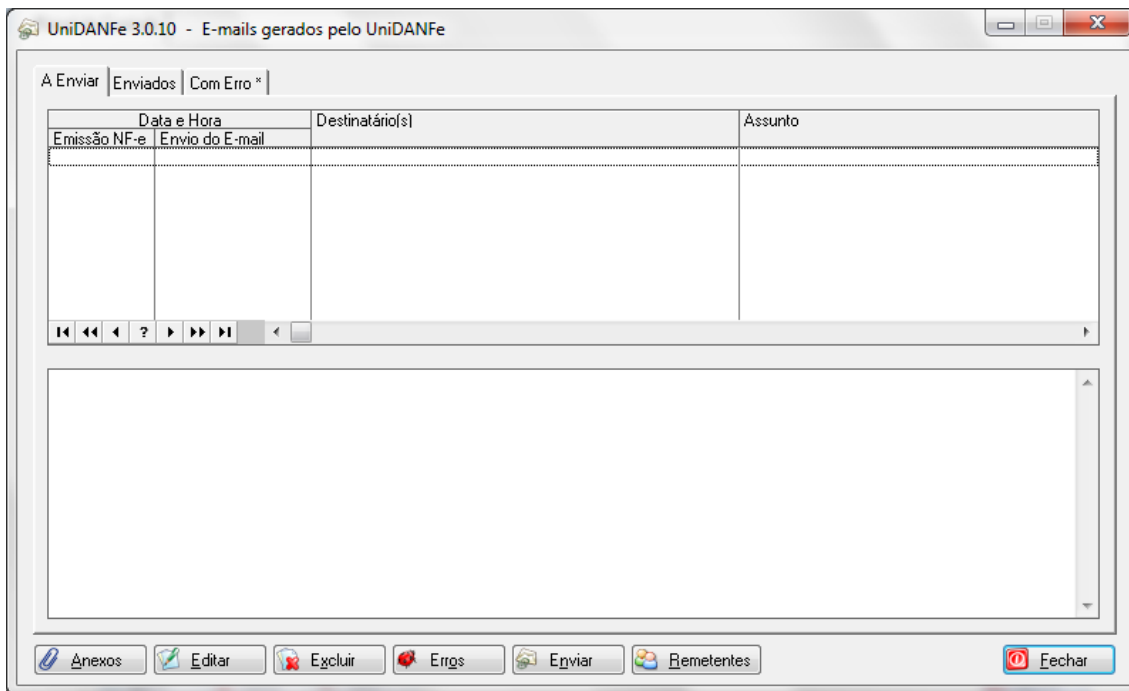 UniDANFe 3.0.10 - E-mails gerados pelo UniDANFe
A Enviar Enviados Com Erro *
Data e Hora Destinatário(s) Assunto
Emissão NF-e Envio do E-mail
?
Anexos Editar Excluir Erros Enviar Remetentes Fechar